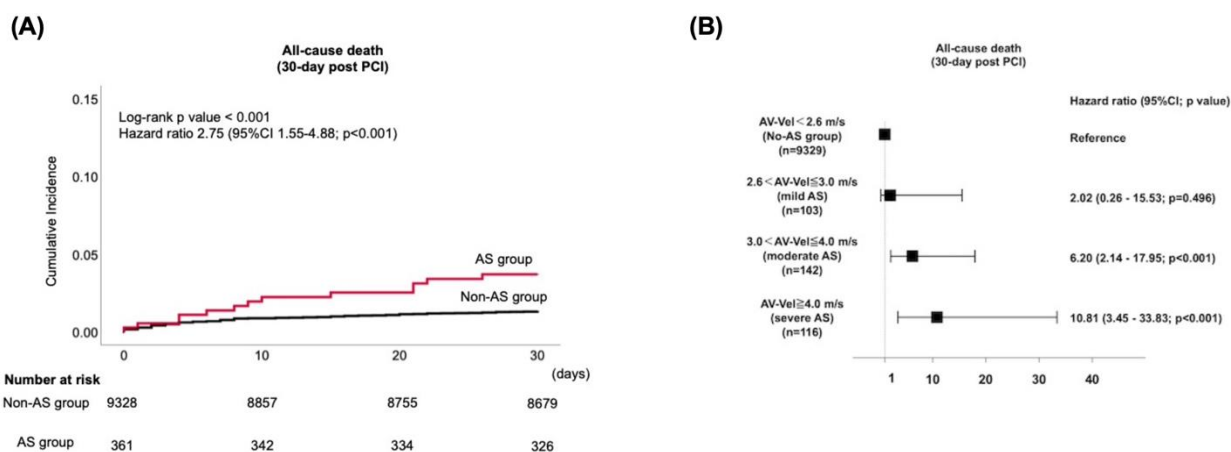 (A)
All-cause death
(30-day post PCI)
0.15
0.10
0.05
0.00
Cumulative Incidence
Log-rank p value < 0.001
Hazard ratio 2.75 (95%CI 1.55-4.88; p<0.001)
AS group
Non-AS group
0 10 20 30
(days)
Number at risk
Non-AS group 9328 8857 8755 8679
AS group 361 342 334 326
(B)
All-cause death
(30-day post PCI)
Hazard ratio (95%CI; p value)
AV-Vel<2.6 m/s
(No-AS group)
(n=9329)
Reference
2.6<AV-Vel≦3.0 m/s
(mild AS)
(n=103)
2.02 (0.26 - 15.53; p=0.496)
3.0<AV-Vel≦4.0 m/s
(moderate AS)
(n=142)
6.20 (2.14 - 17.95; p<0.001)
AV-Vel≧4.0 m/s
(severe AS)
(n=116)
10.81 (3.45 - 33.83; p<0.001)
1 10 20 30 40